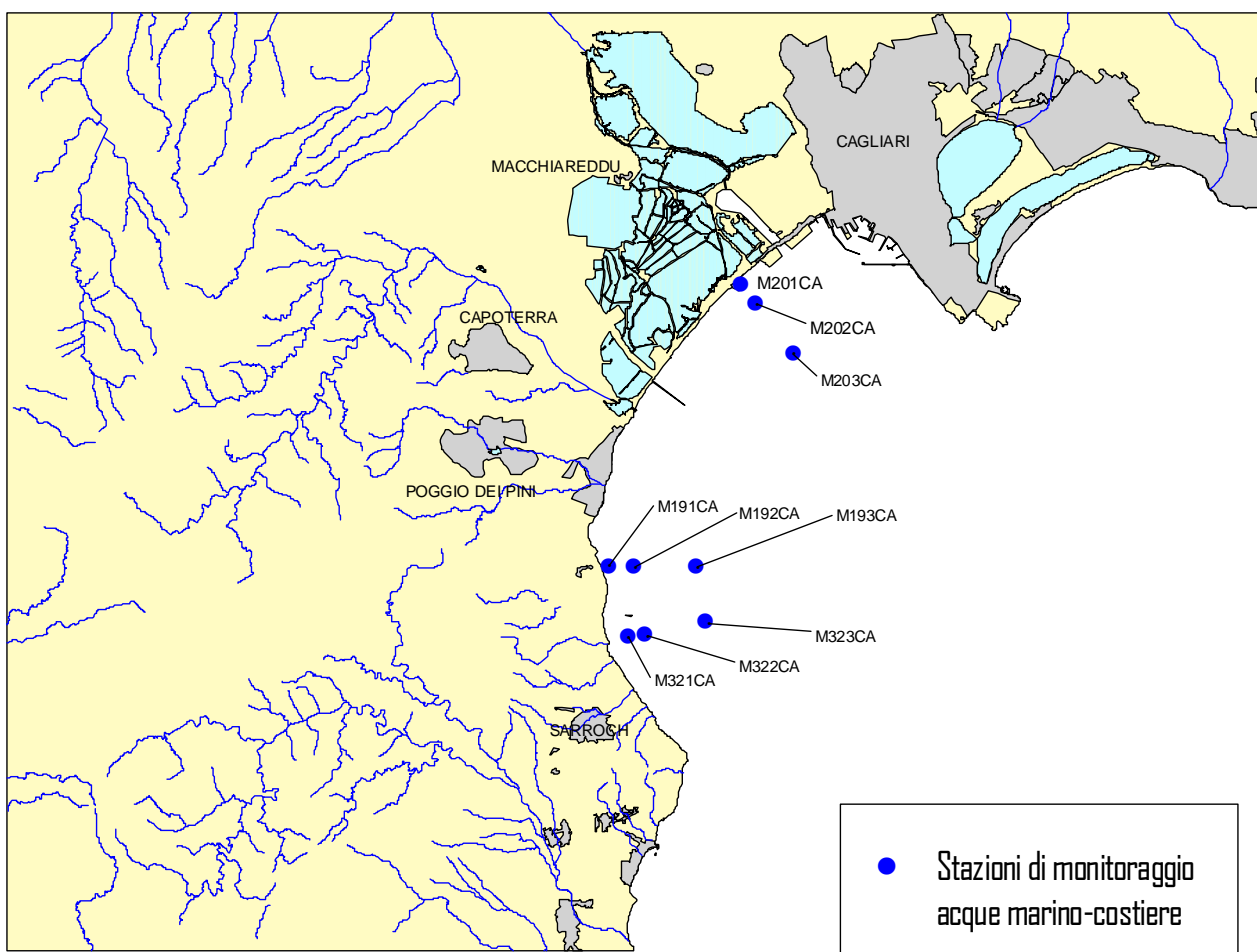 CAGLIARI
MACCHIAREDDU
M201CA
CAPOTERRA
M202CA
M203CA
POGGIO DEI PINI
M191CA
M192CA
M193CA
M323CA
M322CA
M321CA
SARROCH
Stazioni di monitoraggio
acque marino-costiere